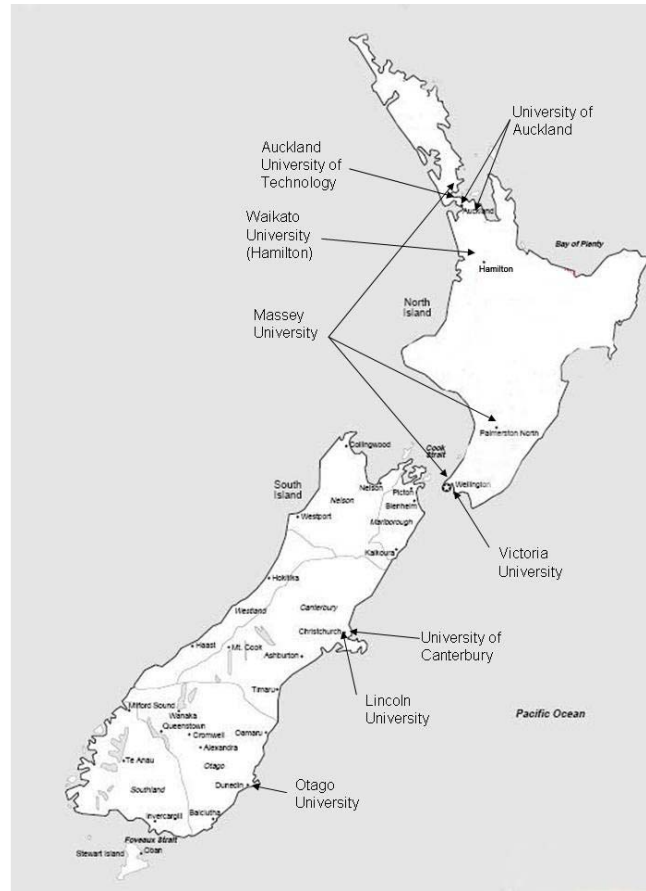 University of
Auckland
Auckland
University of
Technology
Auckland
Waikato
University
(Hamilton)
Bay of Plenty
Hamilton
North
Island
Massey
University
Palmerston North
Collingwood
Cook
Strait
South
Island
Nelson
Nelson
Picton
Wellington
Blenheim
Westport
Marlborough
Kaikoura
Victoria
University
Hokitika
Westland
Canterbury
Christchurch
University of
Canterbury
Haast
Mt. Cook
Ashburton
Timaru
Lincoln
University
Milford Sound
Wanaka
Queenstown
Cromwell
Oamaru
Alexandra
Pacific Ocean
Te Anau
Otago
Southland
Dunedin
Otago
University
Invercargill
Balclutha
Foveaux Strait
Stewart Island
Oban